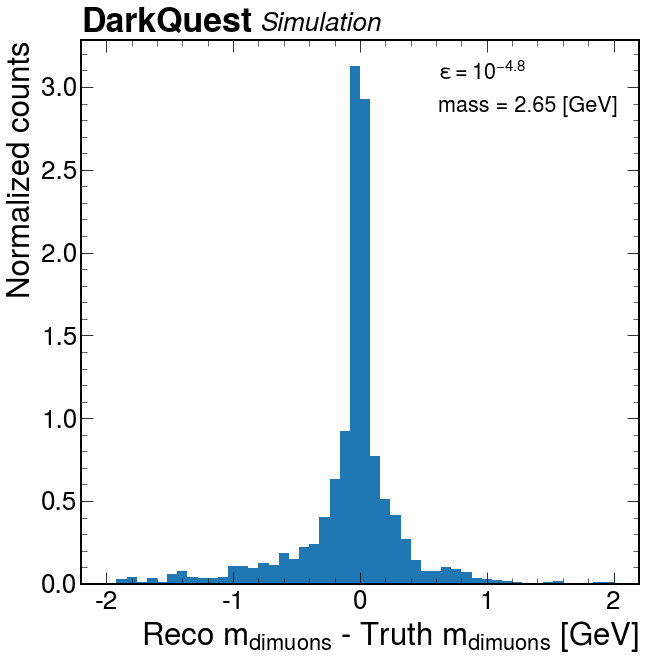 DarkQuest Simulation
ε = 10^−4.8
mass = 2.65 [GeV]
Normalized counts
3.0
2.5
2.0
1.5
1.0
0.5
0.0
-2 -1 0 1 2
Reco m_dimuons - Truth m_dimuons [GeV]